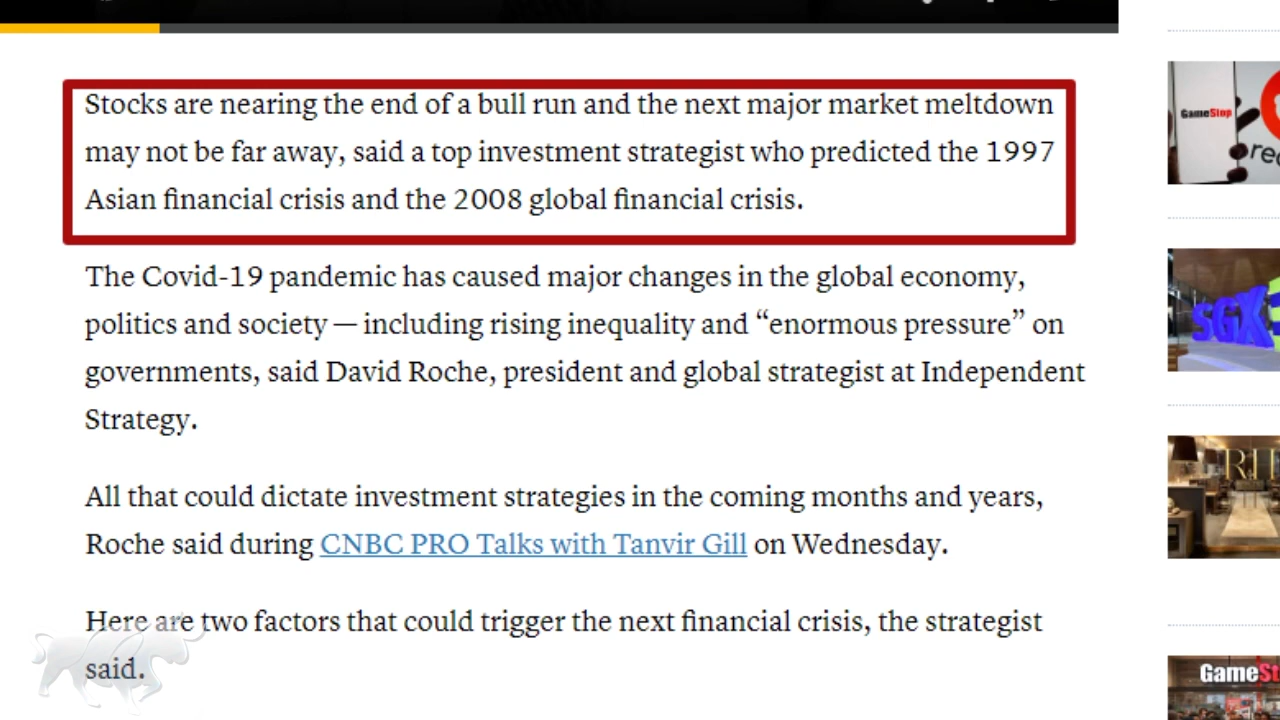 Stocks are nearing the end of a bull run and the next major market meltdown
may not be far away, said a top investment strategist who predicted the 1997
Asian financial crisis and the 2008 global financial crisis.
The Covid-19 pandemic has caused major changes in the global economy,
politics and society — including rising inequality and “enormous pressure” on
governments, said David Roche, president and global strategist at Independent
Strategy.
All that could dictate investment strategies in the coming months and years,
Roche said during CNBC PRO Talks with Tanvir Gill on Wednesday.
Here are two factors that could trigger the next financial crisis, the strategist
said.
GameStop
SGX